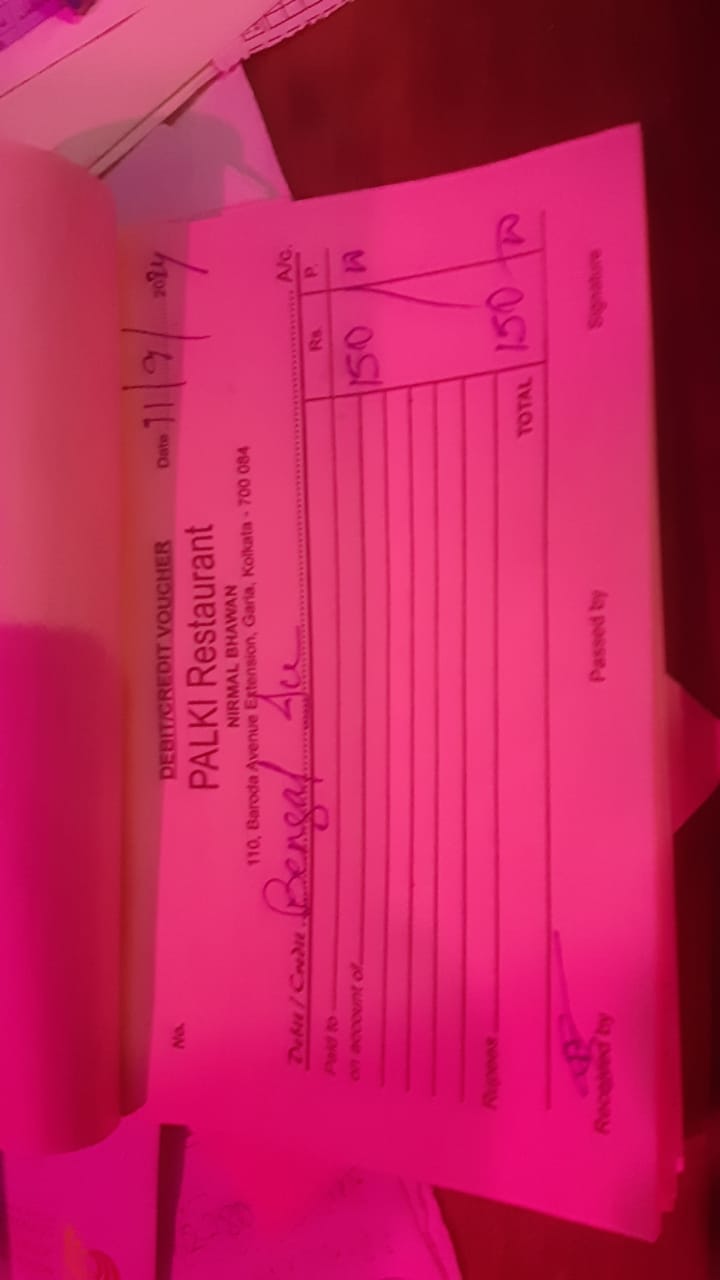 DEBIT/CREDIT VOUCHER
No. Date 11/9/2024
PALKI Restaurant
NIRMAL BHAWAN
110, Baroda Avenue Extension, Garia, Kolkata - 700 084
Debit / Credit Bengal A/c.
Rs. P.
Paid to
on account of 150
Rupees
TOTAL 150
Received by Passed by Signature